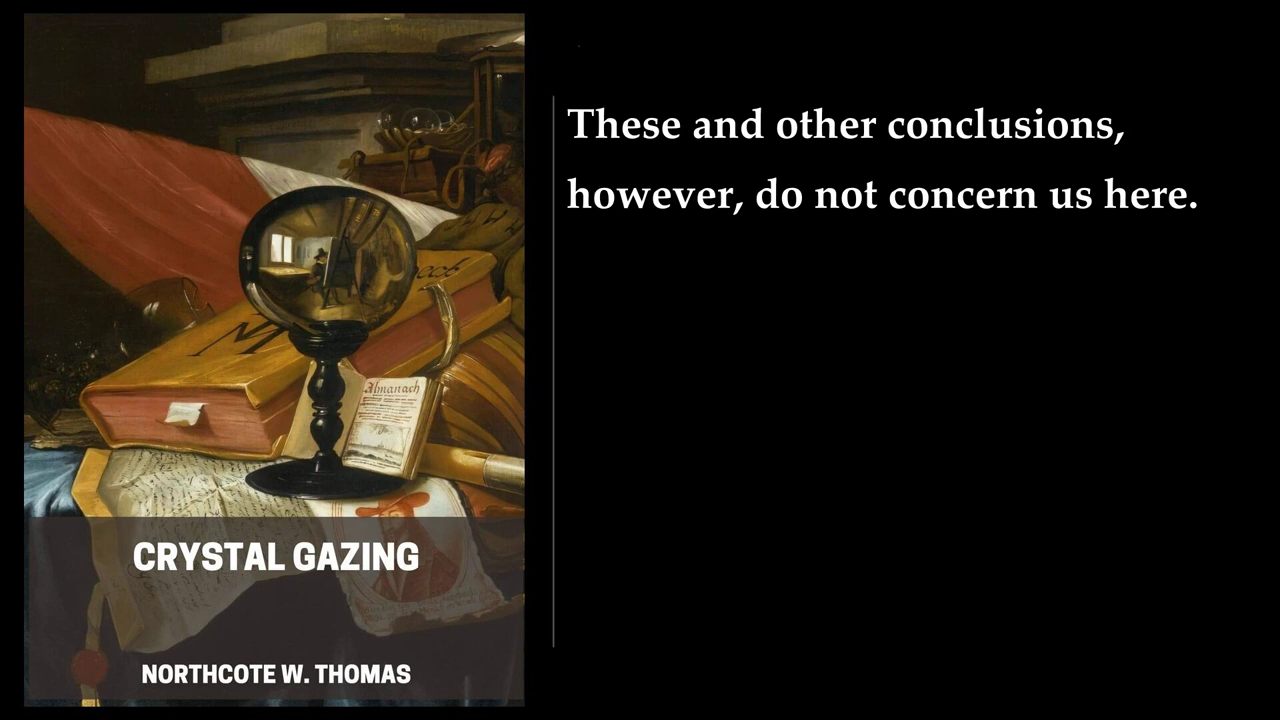 These and other conclusions,
however, do not concern us here.
M
Almanach
CRYSTAL GAZING
NORTHCOTE W. THOMAS